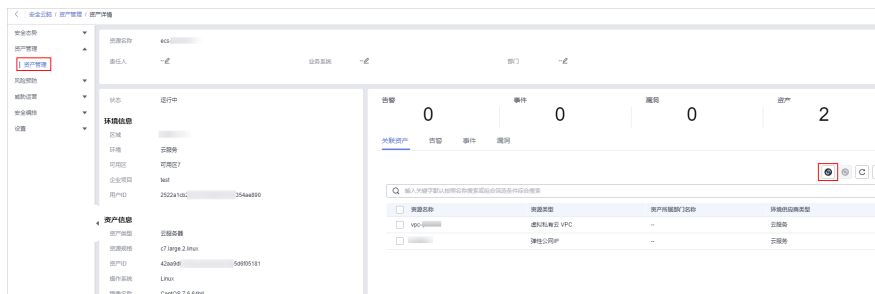 < | 安全云脑 / 资产管理 / 资产详情
安全态势
资产管理
资产管理
风险预防
威胁运营
安全编排
设置
资源名称 ecs-
责任人 --
业务系统 --
部门 --
状态 运行中
环境信息
区域
环境 云服务
可用区 可用区7
企业项目 test
用户ID 2522a1cb2 354ae890
资产信息
资产类型 云服务器
资源规格 c7.large.2.linux
资产ID 42aa9d 5d6f05181
操作系统 Linux
镜像名称 CentOS 7.6 64bit
告警 0
事件 0
漏洞 0
资产 2
关联资产 告警 事件 漏洞
输入关键字默认按照名称搜索或组合筛选条件综合搜索
资源名称 资源类型 资产所属部门名称 环境供应商类型
vpc- 虚拟私有云 VPC -- 云服务
弹性公网IP -- 云服务